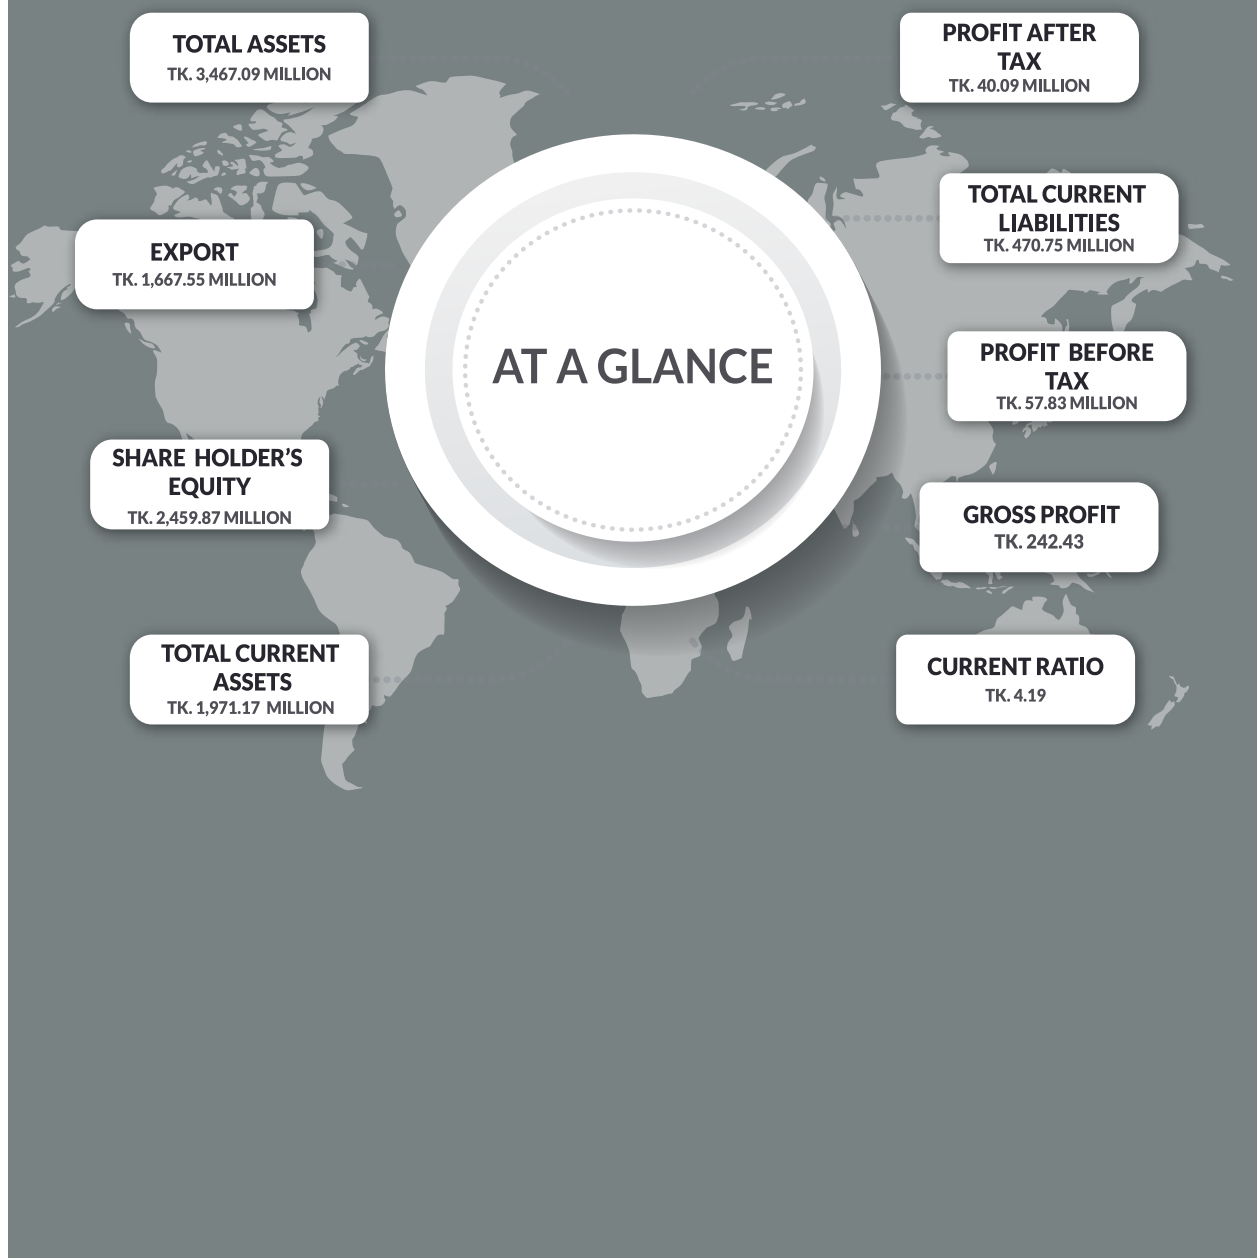 TOTAL ASSETS
TK. 3,467.09 MILLION
EXPORT
TK. 1,667.55 MILLION
SHARE HOLDER’S
EQUITY
TK. 2,459.87 MILLION
TOTAL CURRENT
ASSETS
TK. 1,971.17 MILLION
AT A GLANCE
PROFIT AFTER
TAX
TK. 40.09 MILLION
TOTAL CURRENT
LIABILITIES
TK. 470.75 MILLION
PROFIT BEFORE
TAX
TK. 57.83 MILLION
GROSS PROFIT
TK. 242.43
CURRENT RATIO
TK. 4.19